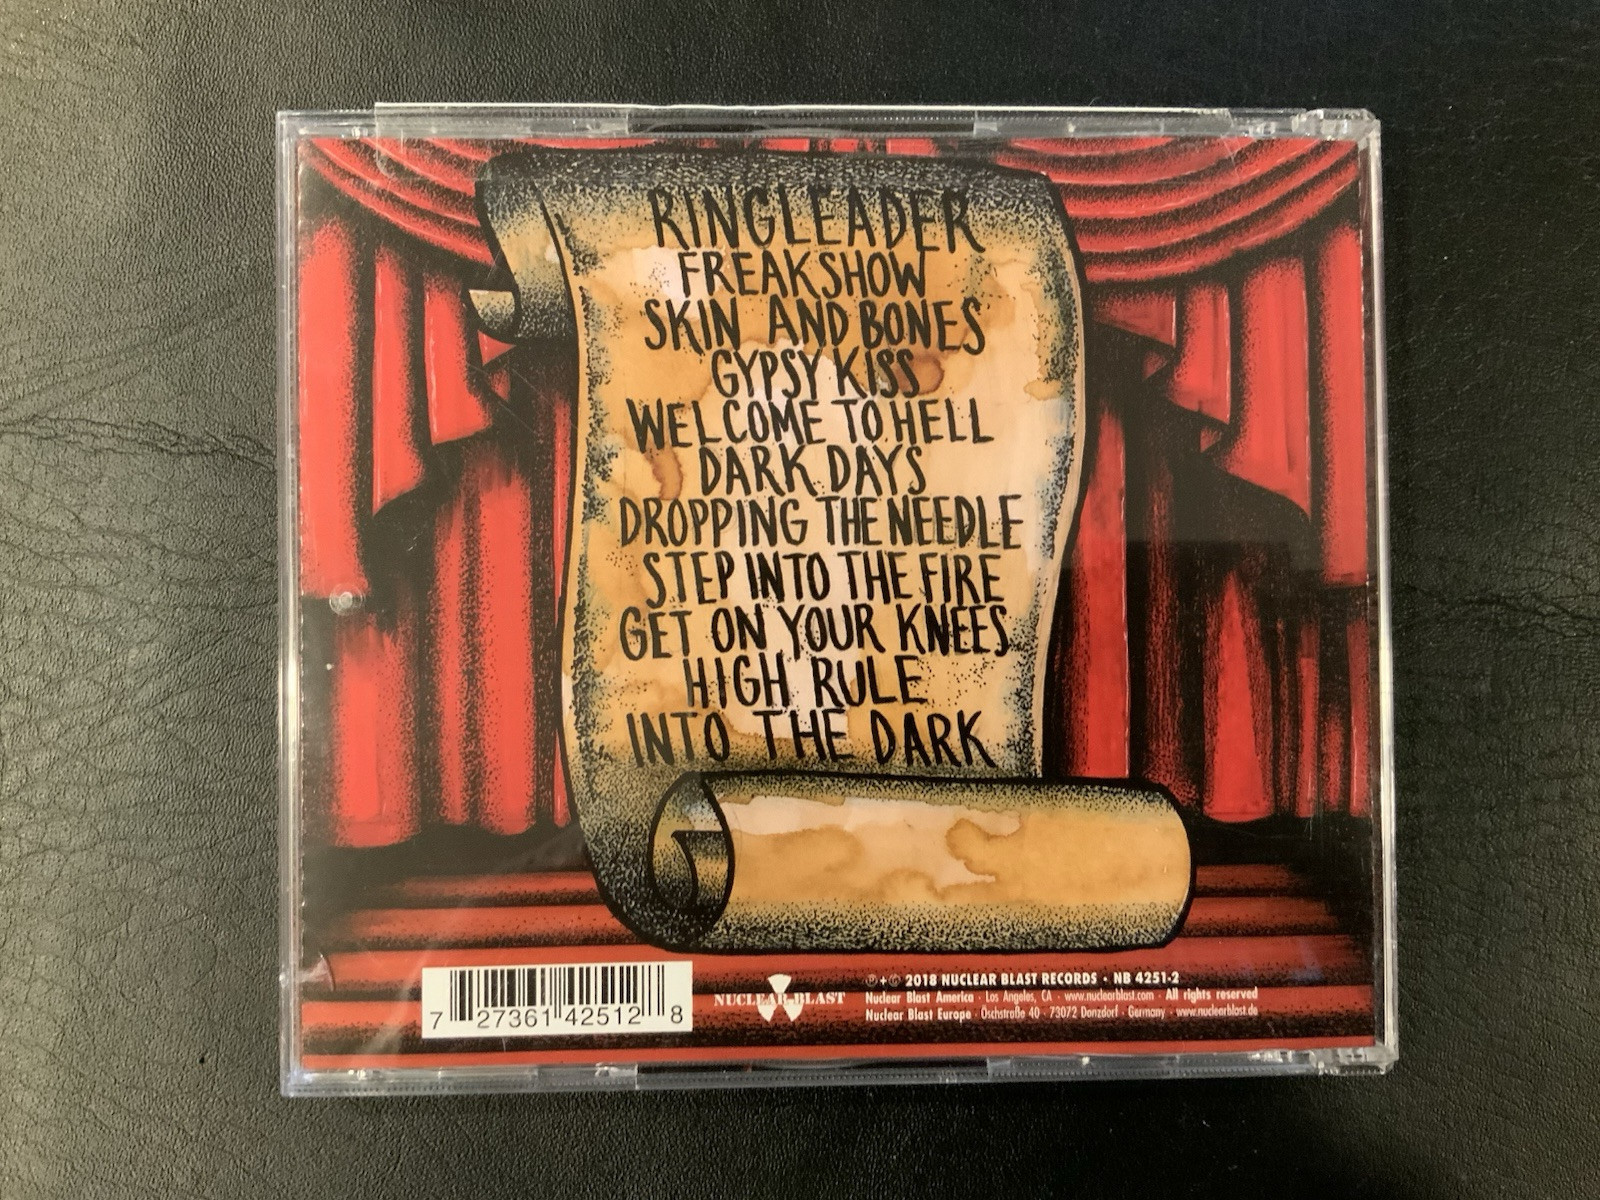 RINGLEADER
FREAKSHOW
SKIN AND BONES
GYPSY KISS
WELCOME TO HELL
DARK DAYS
DROPPING THE NEEDLE
STEP INTO THE FIRE
GET ON YOUR KNEES
HIGH RULE
INTO THE DARK
7 27361 42512 8
NUCLEAR BLAST
℗+© 2018 NUCLEAR BLAST RECORDS • NB 4251-2
Nuclear Blast America · Los Angeles, CA · www.nuclearblast.com · All rights reserved
Nuclear Blast Europe · Öschstraße 40 · 73072 Donzdorf · Germany · www.nuclearblast.de